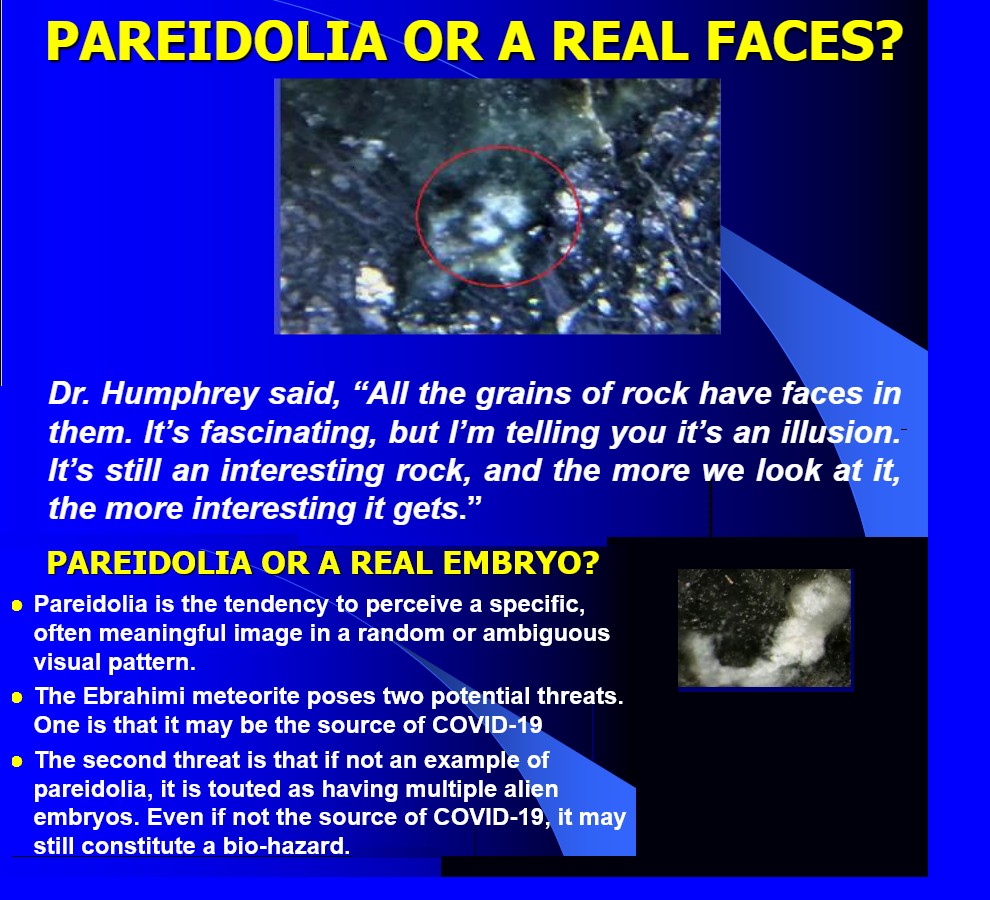 PAREIDOLIA OR A REAL FACES?
Dr. Humphrey said, “All the grains of rock have faces in
them. It’s fascinating, but I’m telling you it’s an illusion.
It’s still an interesting rock, and the more we look at it,
the more interesting it gets.”
PAREIDOLIA OR A REAL EMBRYO?
Pareidolia is the tendency to perceive a specific,
often meaningful image in a random or ambiguous
visual pattern.
The Ebrahimi meteorite poses two potential threats.
One is that it may be the source of COVID-19
The second threat is that if not an example of
pareidolia, it is touted as having multiple alien
embryos. Even if not the source of COVID-19, it may
still constitute a bio-hazard.